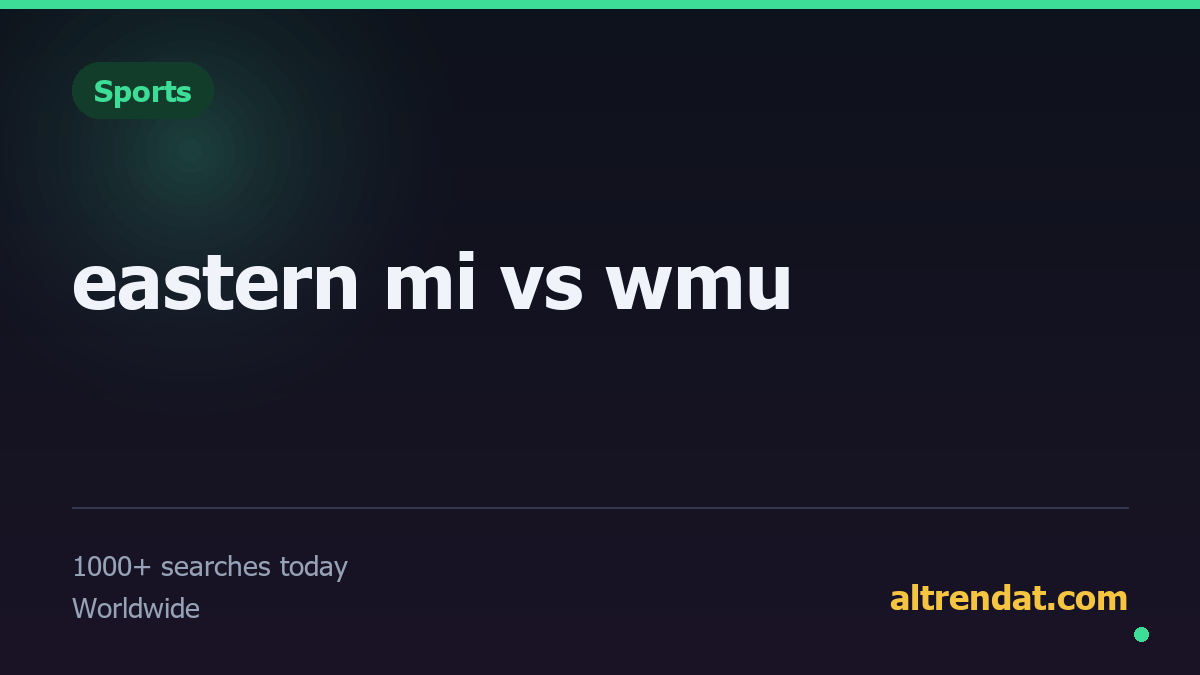 Sports
eastern mi vs wmu
1000+ searches today
Worldwide
altrendat.com